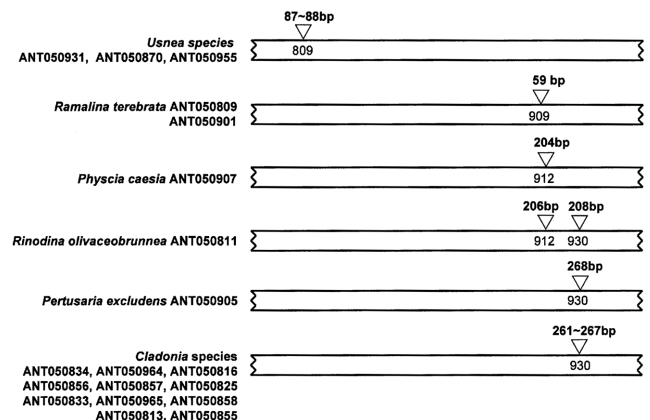 87~88bp
Usnea species
ANT050931, ANT050870, ANT050955
809
59 bp
Ramalina terebrata ANT050809
ANT050901
909
204bp
Physcia caesia ANT050907
912
206bp 208bp
Rinodina olivaceobrunnea ANT050811
912 930
268bp
Pertusaria excludens ANT050905
930
261~267bp
Cladonia species
930
ANT050834, ANT050964, ANT050816
ANT050856, ANT050857, ANT050825
ANT050833, ANT050965, ANT050858
ANT050813, ANT050855